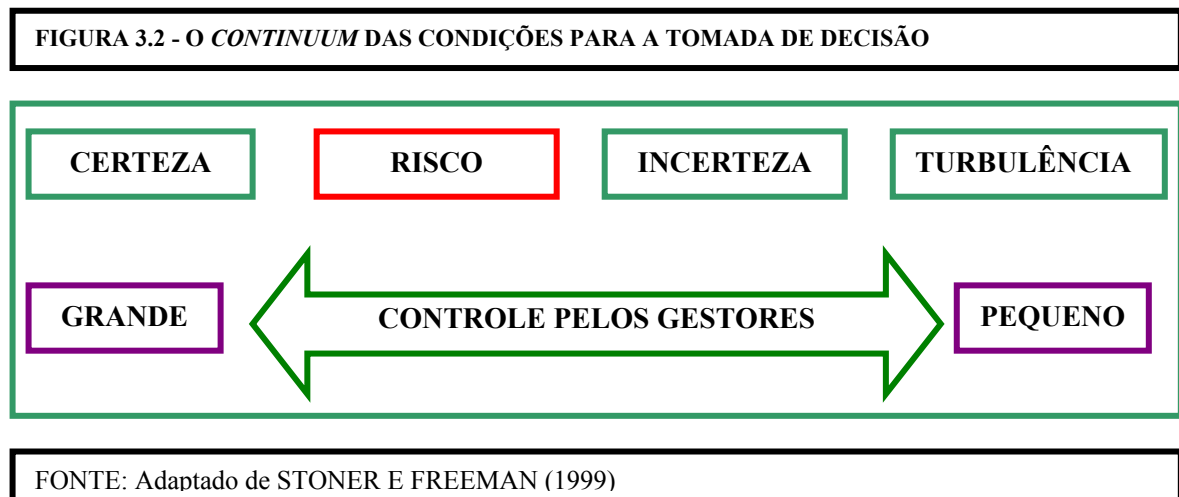 FIGURA 3.2 - O CONTINUUM DAS CONDIÇÕES PARA A TOMADA DE DECISÃO
CERTEZA
RISCO
INCERTEZA
TURBULÊNCIA
GRANDE
CONTROLE PELOS GESTORES
PEQUENO
FONTE: Adaptado de STONER E FREEMAN (1999)